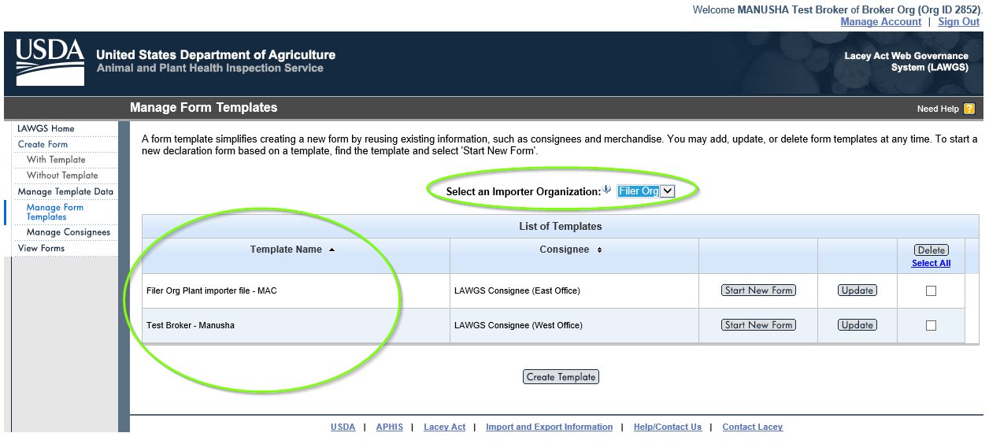 Welcome MANUSHA Test Broker of Broker Org (Org ID 2852).
Manage Account | Sign Out
USDA
United States Department of Agriculture
Animal and Plant Health Inspection Service
Lacey Act Web Governance
System (LAWGS)
Manage Form Templates
Need Help ?
LAWGS Home
Create Form
With Template
Without Template
Manage Template Data
Manage Form
Templates
Manage Consignees
View Forms
A form template simplifies creating a new form by reusing existing information, such as consignees and merchandise. You may add, update, or delete form templates at any time. To start a
new declaration form based on a template, find the template and select 'Start New Form'.
Select an Importer Organization: Filer Org
List of Templates
Template Name Consignee Delete
Select All
Filer Org Plant importer file - MAC LAWGS Consignee (East Office) Start New Form Update
Test Broker - Manusha LAWGS Consignee (West Office) Start New Form Update
Create Template
USDA | APHIS | Lacey Act | Import and Export Information | Help/Contact Us | Contact Lacey